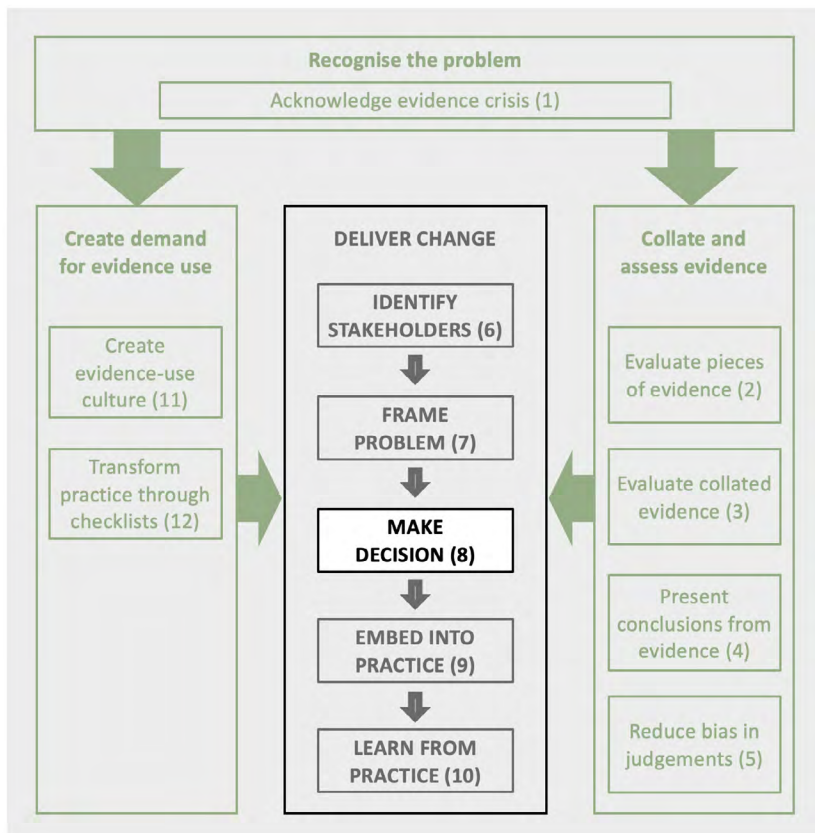 Recognise the problem
Acknowledge evidence crisis (1)
Create demand
for evidence use
Create
evidence-use
culture (11)
Transform
practice through
checklists (12)
DELIVER CHANGE
IDENTIFY
STAKEHOLDERS (6)
FRAME
PROBLEM (7)
MAKE
DECISION (8)
EMBED INTO
PRACTICE (9)
LEARN FROM
PRACTICE (10)
Collate and
assess evidence
Evaluate pieces
of evidence (2)
Evaluate collated
evidence (3)
Present
conclusions from
evidence (4)
Reduce bias in
judgements (5)